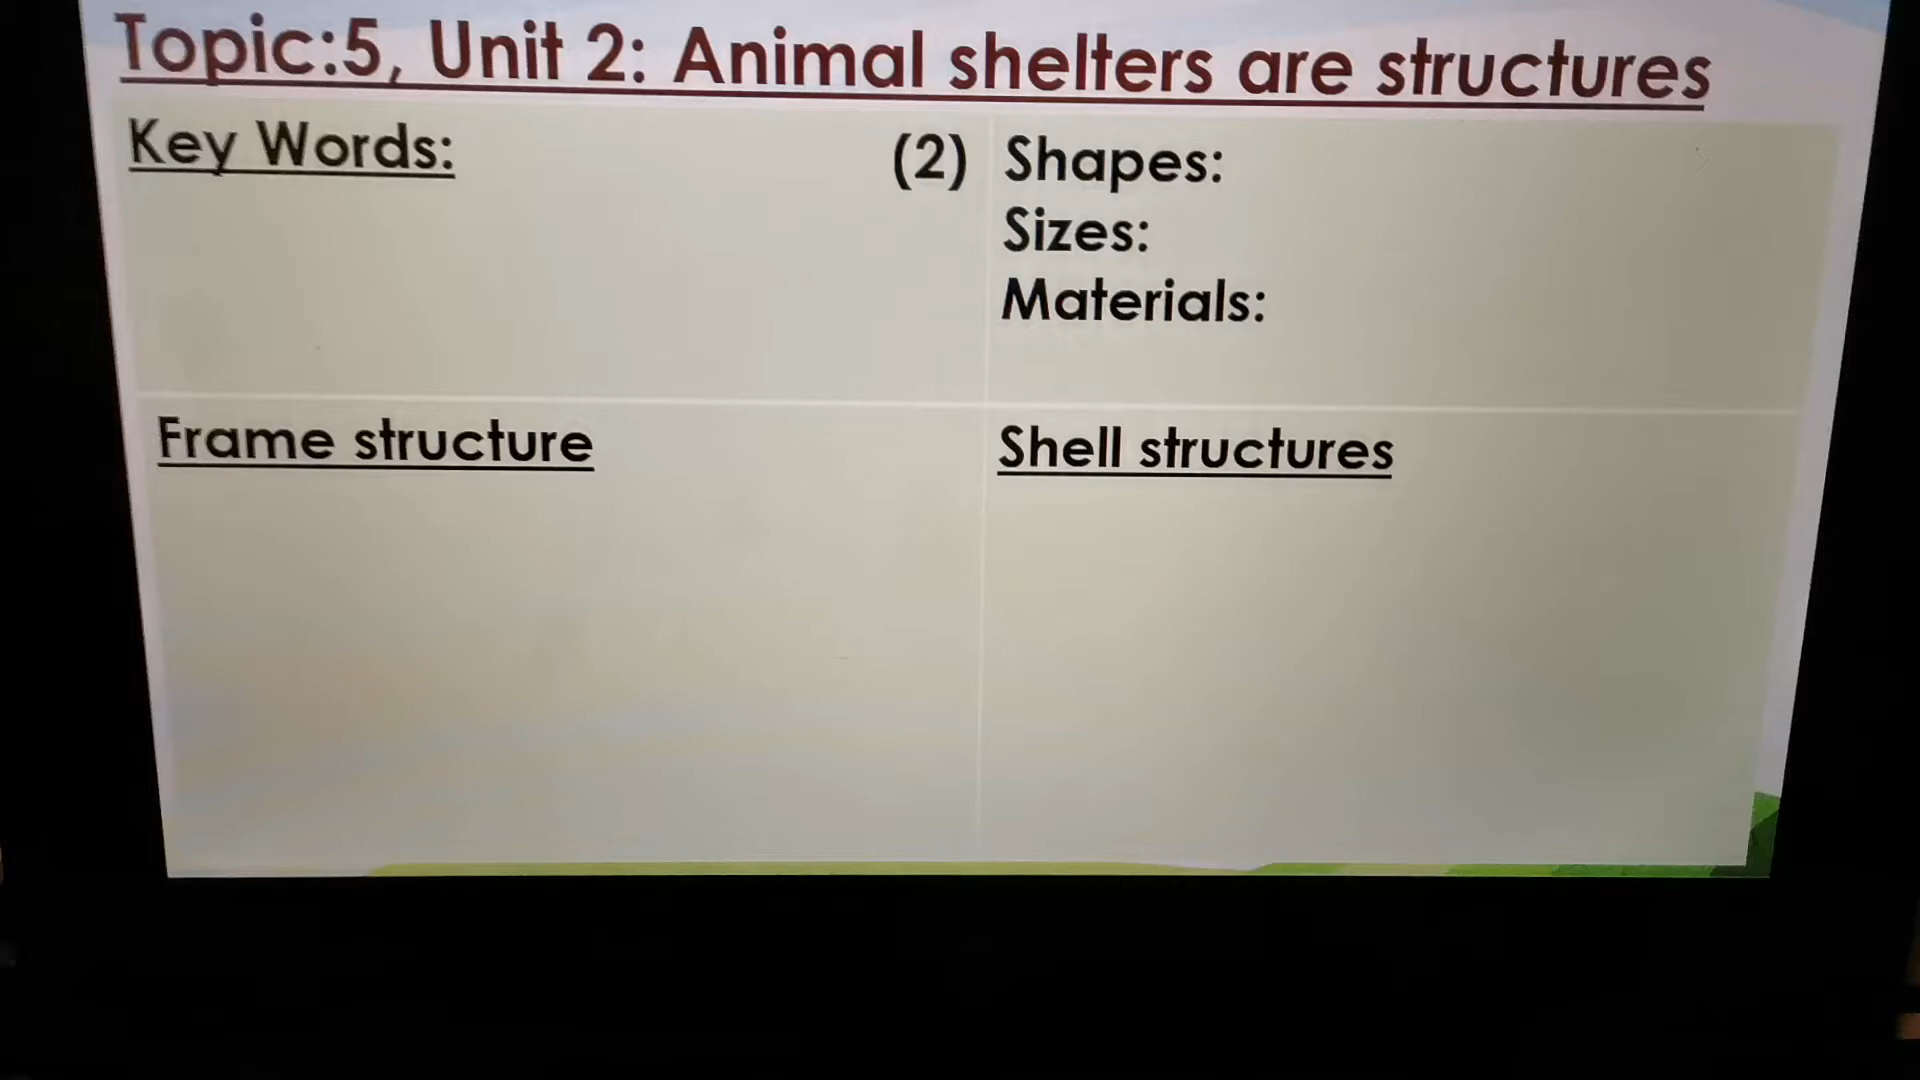 Topic:5, Unit 2: Animal shelters are structures
Key Words:
(2)
Shapes:
Sizes:
Materials:
Frame structure
Shell structures